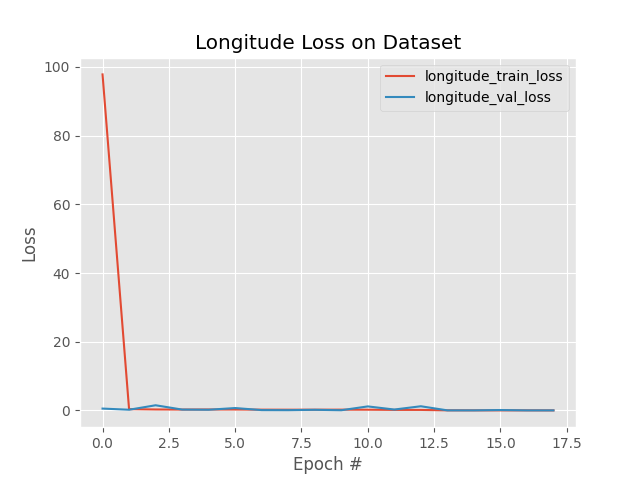 Longitude Loss on Dataset
longitude_train_loss
longitude_val_loss
100
80
60
40
20
0
Loss
0.0 2.5 5.0 7.5 10.0 12.5 15.0 17.5
Epoch #